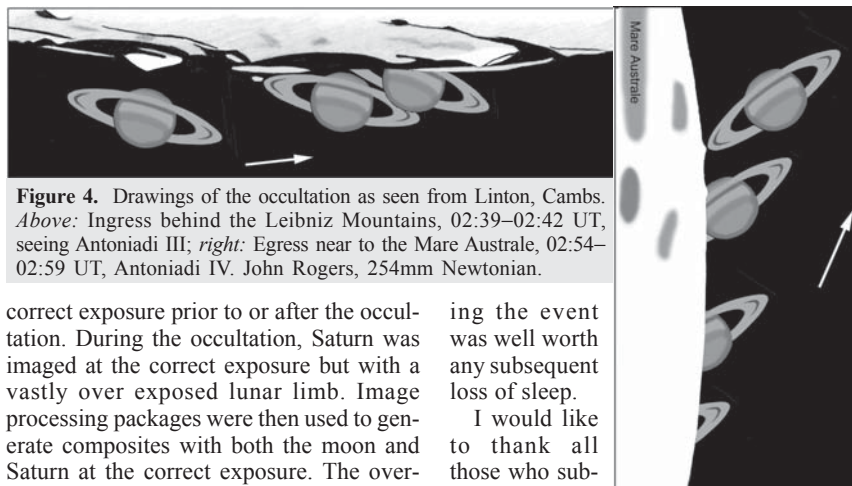 Mare Australe
Figure 4. Drawings of the occultation as seen from Linton, Cambs.
Above: Ingress behind the Leibniz Mountains, 02:39–02:42 UT,
seeing Antoniadi III; right: Egress near to the Mare Australe, 02:54–
02:59 UT, Antoniadi IV. John Rogers, 254mm Newtonian.
correct exposure prior to or after the occul-
tation. During the occultation, Saturn was
imaged at the correct exposure but with a
vastly over exposed lunar limb. Image
processing packages were then used to gen-
erate composites with both the moon and
Saturn at the correct exposure. The over-
ing the event
was well worth
any subsequent
loss of sleep.
I would like
to thank all
those who sub-